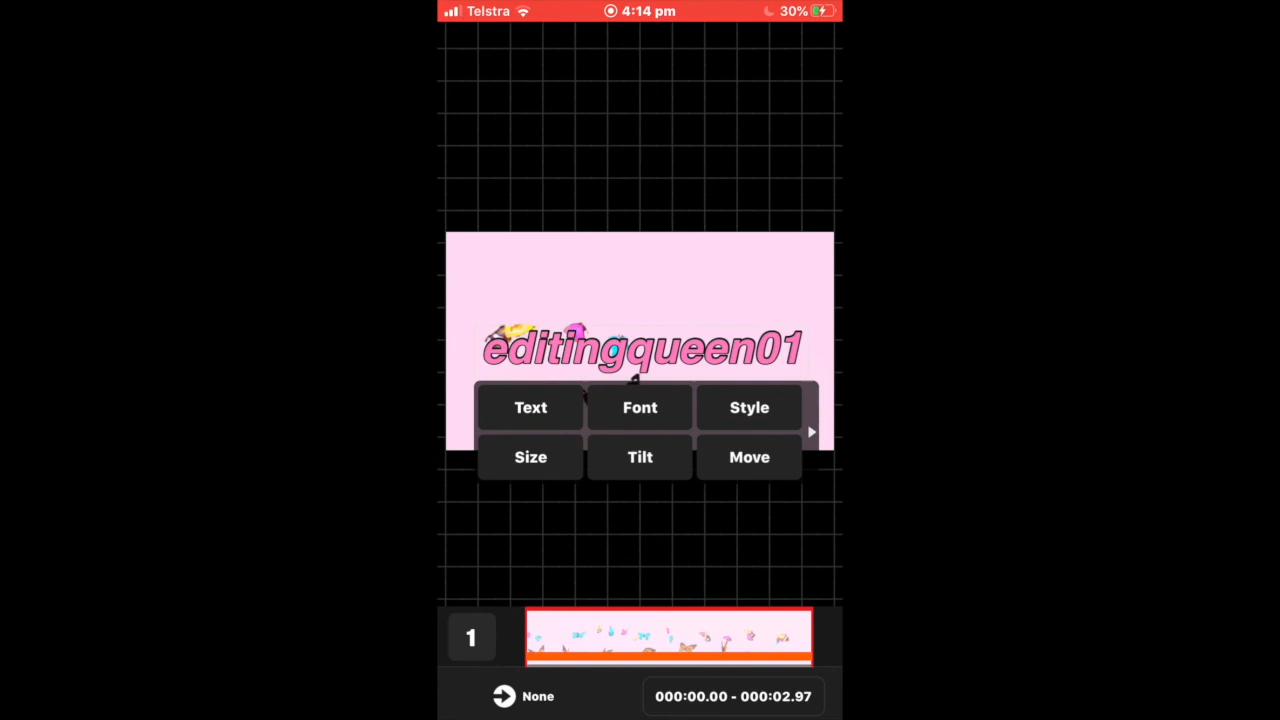 Telstra 4:14 pm 30%
editingqueen01
Text Font Style
Size Tilt Move
1
None 000:00.00 - 000:02.97